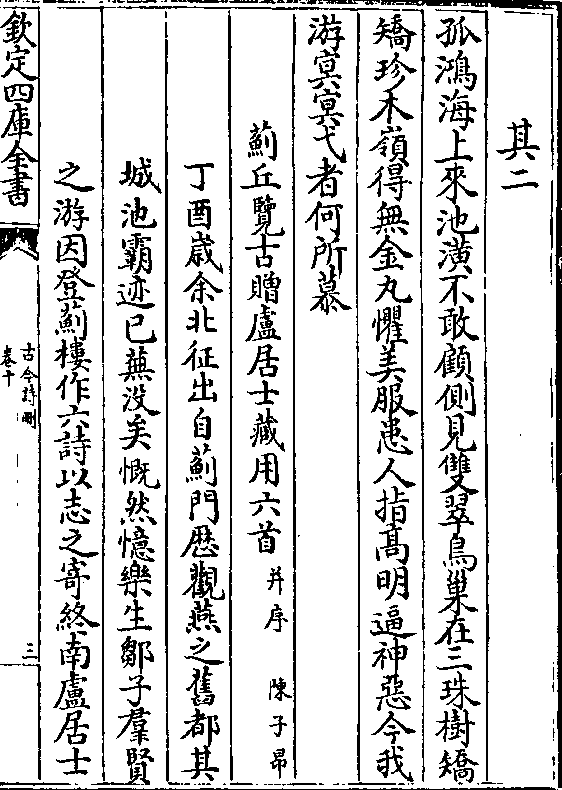 其二
孤鴻海上來池潢不敢顧側見雙翠鳥巢在三珠樹矯
矯珍木嶺得無金丸懼美服患人指髙明逼神惡今我
游冥冥弋者何所慕
薊丘覽古贈盧居士藏用六首 并序 陳子昻
丁酉歲余北征出自薊門歴觀燕之舊都其
城池霸迹已蕪没矣慨然憶樂生鄒子羣賢
之游因登薊樓作六詩以志之寄終南盧居士
欽定四庫全書
古今詩刪
卷十
三